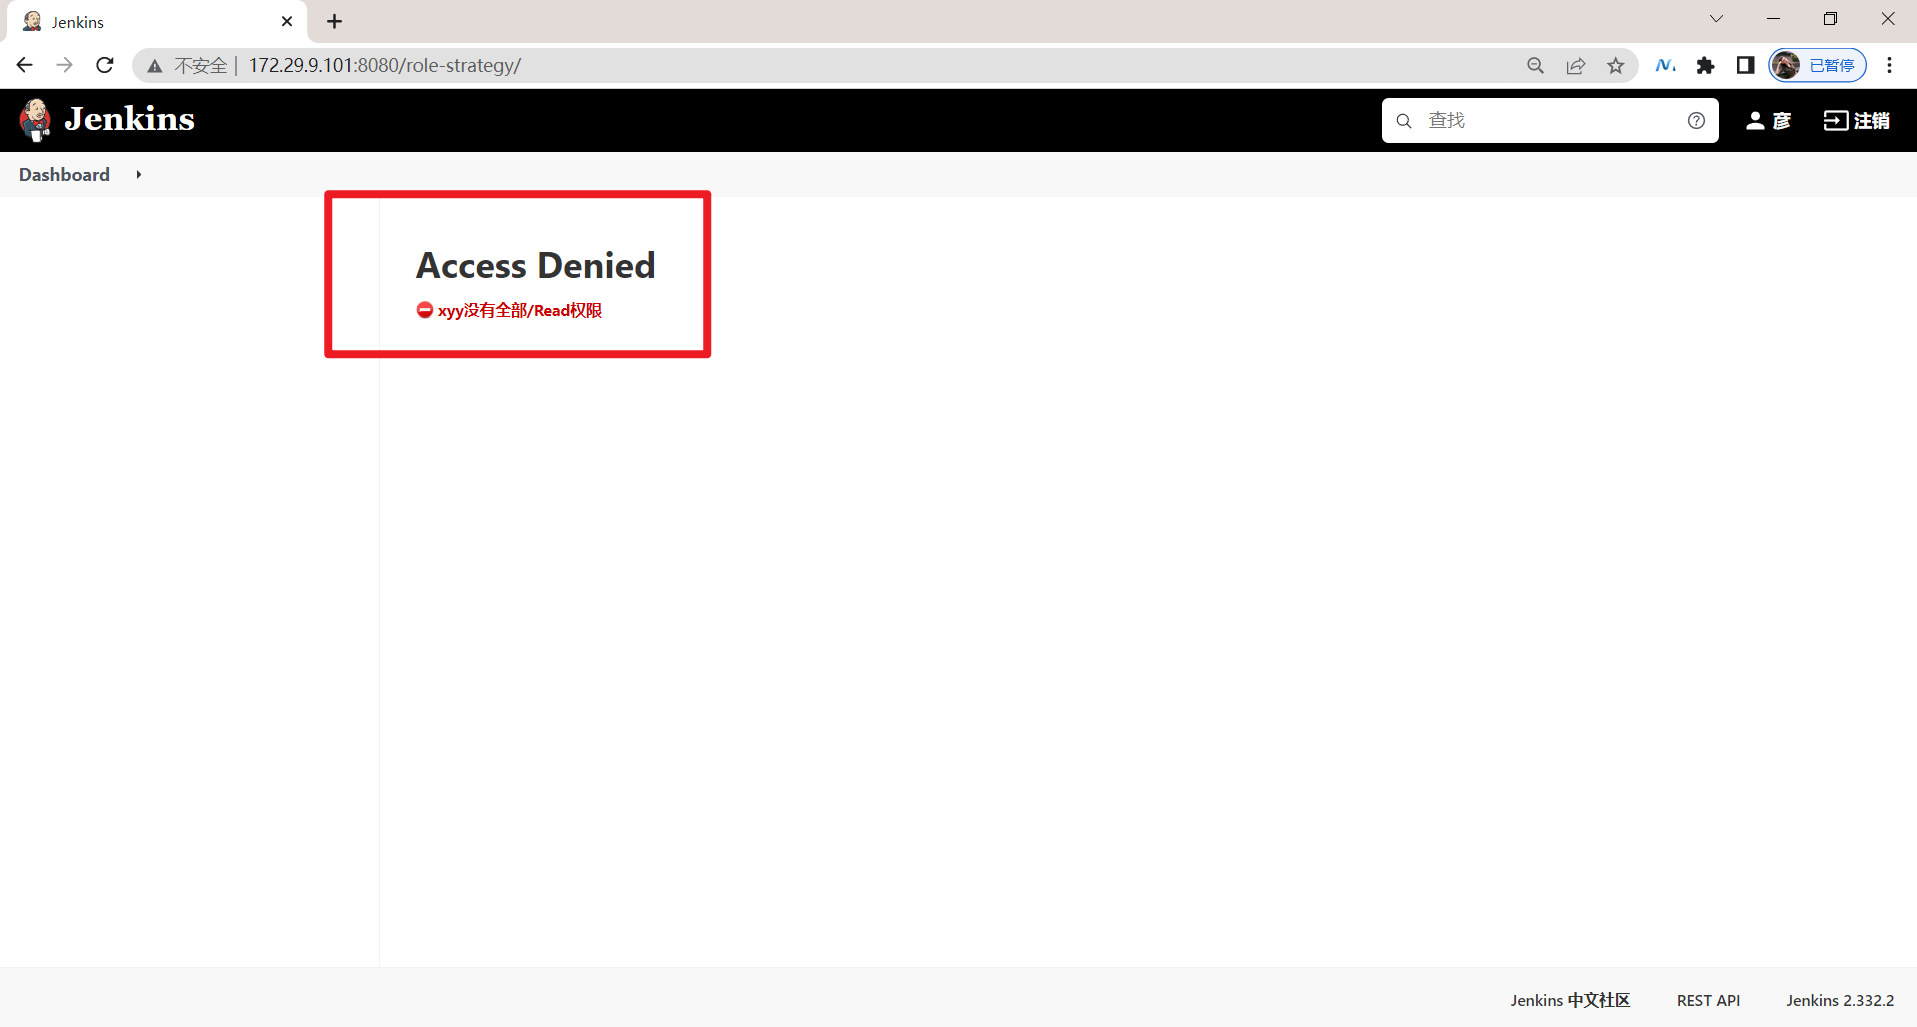 Jenkins
不安全 | 172.29.9.101:8080/role-strategy/
已暂停
Jenkins
查找
彦
注销
Dashboard
Access Denied
xyy没有全部/Read权限
Jenkins 中文社区
REST API
Jenkins 2.332.2